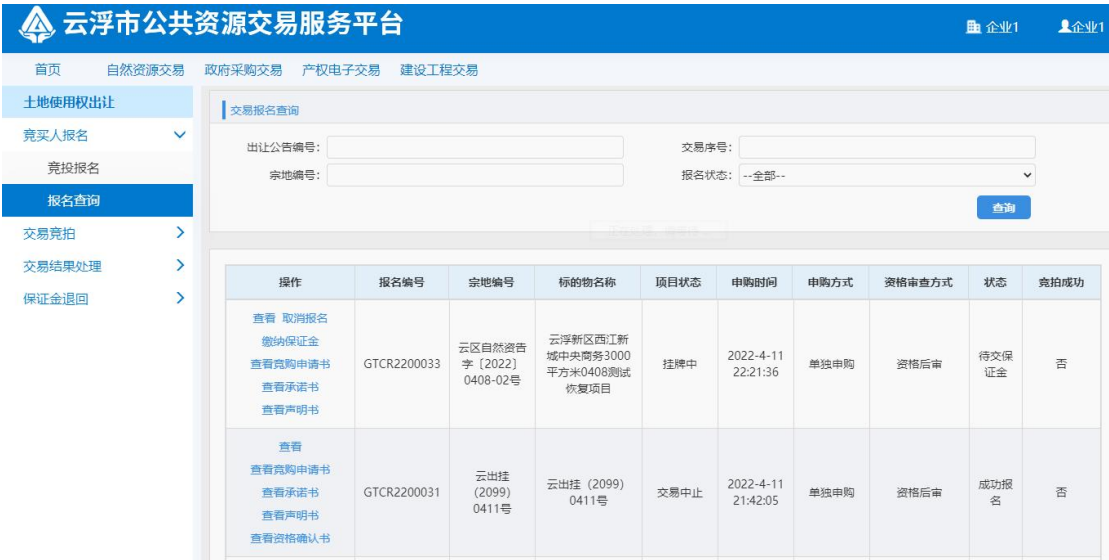 云浮市公共资源交易服务平台
企业1
企业1
首页 自然资源交易 政府采购交易 产权电子交易 建设工程交易
土地使用权出让
竞买人报名
竞投报名
报名查询
交易竞拍
交易结果处理
保证金退回
交易报名查询
出让公告编号:
交易序号:
宗地编号:
报名状态: --全部--
查询
操作 报名编号 宗地编号 标的物名称 项目状态 申购时间 申购方式 资格审查方式 状态 竞拍成功
查看 取消报名
缴纳保证金
查看竞购申请书
查看承诺书
查看声明书
GTCR2200033
云区自然资告
字〔2022〕
0408-02号
云浮新区西江新
城中央商务3000
平方米0408测试
恢复项目
挂牌中
2022-4-11
22:21:36
单独申购
资格后审
待交保
证金
否
查看
查看竞购申请书
查看承诺书
查看声明书
查看资格确认书
GTCR2200031
云出挂
(2099)
0411号
云出挂 (2099)
0411号
交易中止
2022-4-11
21:42:05
单独申购
资格后审
成功报
名
否